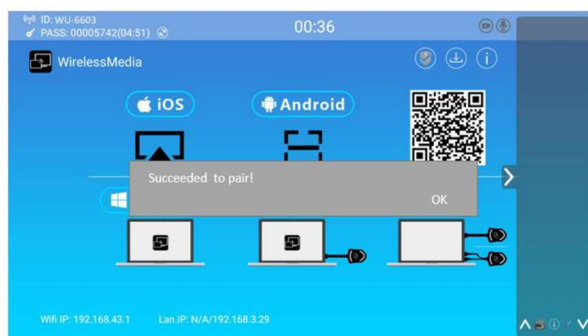 ID: WU-6603
PASS: 00005742(04:51)
00:36
WirelessMedia
iOS
Android
Succeeded to pair!
OK
Wifi IP: 192.168.43.1
Lan IP: N/A/192.168.3.29